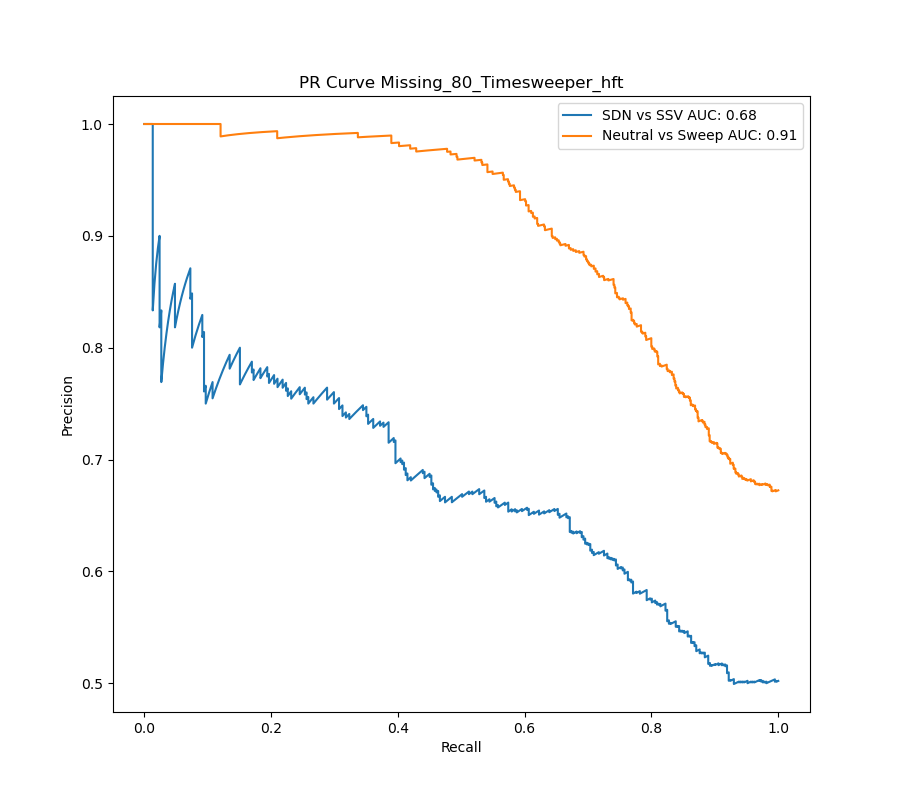 PR Curve Missing_80_Timesweeper_hft
SDN vs SSV AUC: 0.68
Neutral vs Sweep AUC: 0.91
Precision
1.0
0.9
0.8
0.7
0.6
0.5
0.0 0.2 0.4 0.6 0.8 1.0
Recall